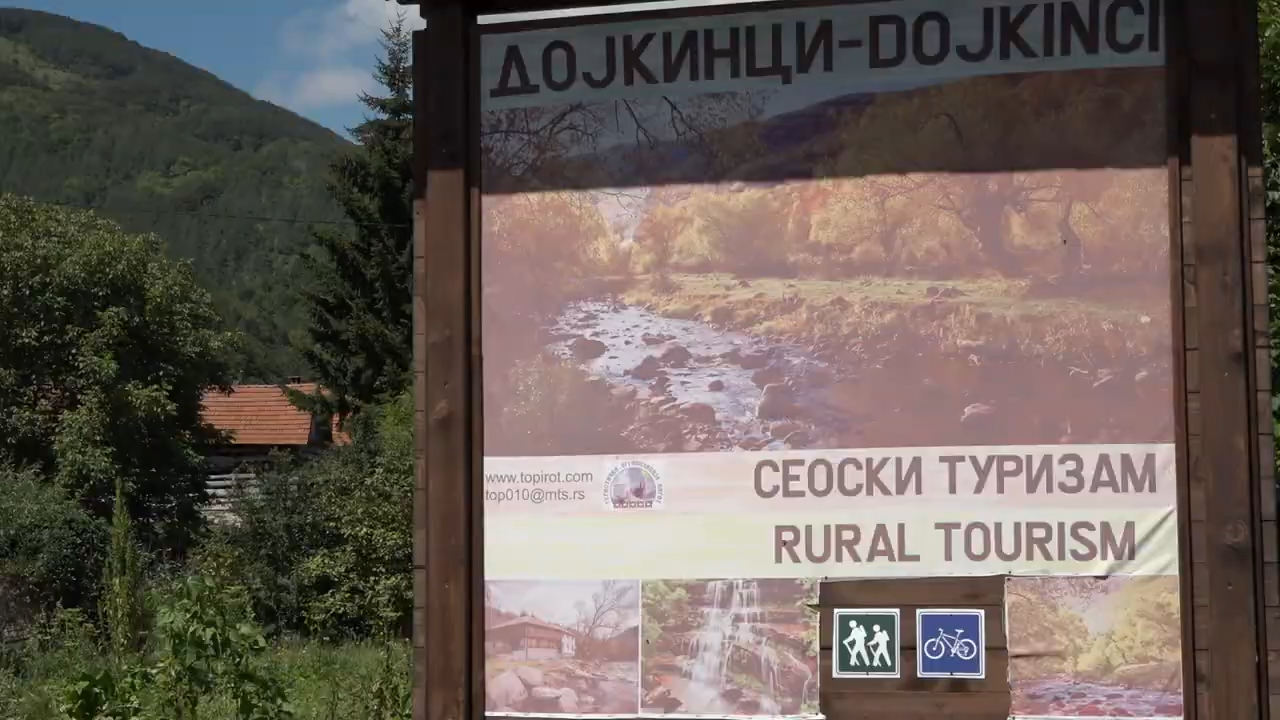 ДОЈКИНЦИ-DOJKINCI
www.topirot.com
top010@mts.rs
СЕОСКИ ТУРИЗАМ
RURAL TOURISM